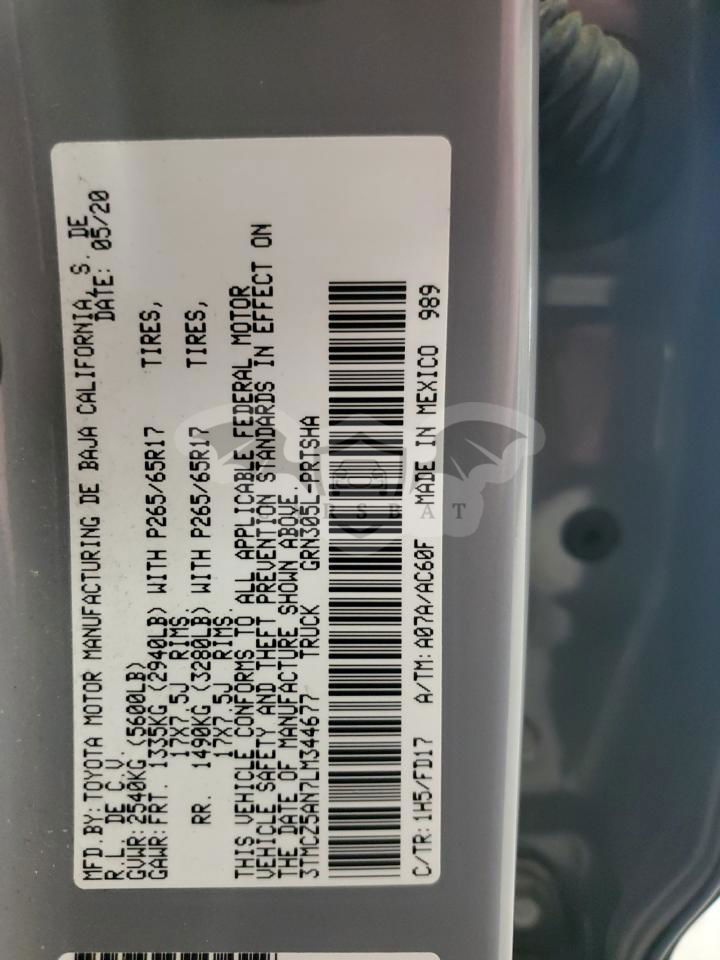 MFD.BY:TOYOTA MOTOR MANUFACTURING DE BAJA CALIFORNIA, S. DE
R.L. DE C.V. DATE: 05/20
GVWR:2540KG (5600LB)
GAWR:FRT. 1335KG (2940LB) WITH P265/65R17 TIRES,
17X7.5J RIMS
RR. 1490KG (3280LB) WITH P265/65R17 TIRES,
17X7.5J RIMS.
THIS VEHICLE CONFORMS TO ALL APPLICABLE FEDERAL MOTOR
VEHICLE SAFETY AND THEFT PREVENTION STANDARDS IN EFFECT ON
THE DATE OF MANUFACTURE SHOWN ABOVE.
3TMCZ5AN7LM344677 TRUCK GRN305L-PRTSHA
C/TR:1H5/FD17 A/TM:A07A/AC60F MADE IN MEXICO 989